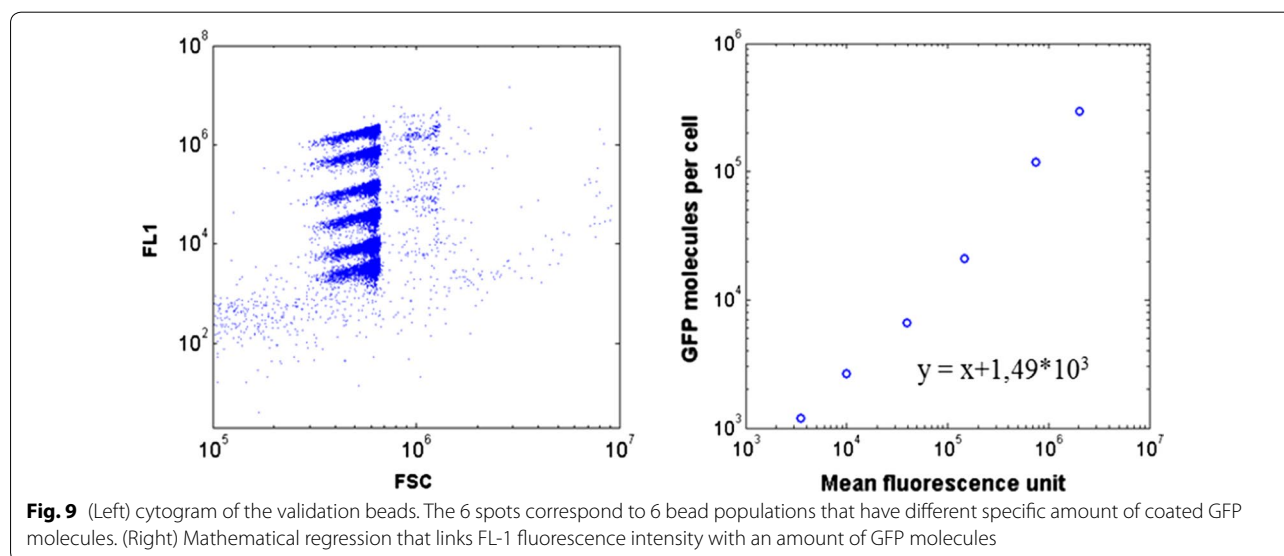 10^8
10^6
10^4
10^2
FL1
10^5
10^6
10^7
FSC
10^6
10^5
10^4
10^3
GFP molecules per cell
y = x+1,49*10^3
10^3
10^4
10^5
10^6
10^7
Mean fluorescence unit
Fig. 9 (Left) cytogram of the validation beads. The 6 spots correspond to 6 bead populations that have different specific amount of coated GFP
molecules. (Right) Mathematical regression that links FL-1 fluorescence intensity with an amount of GFP molecules